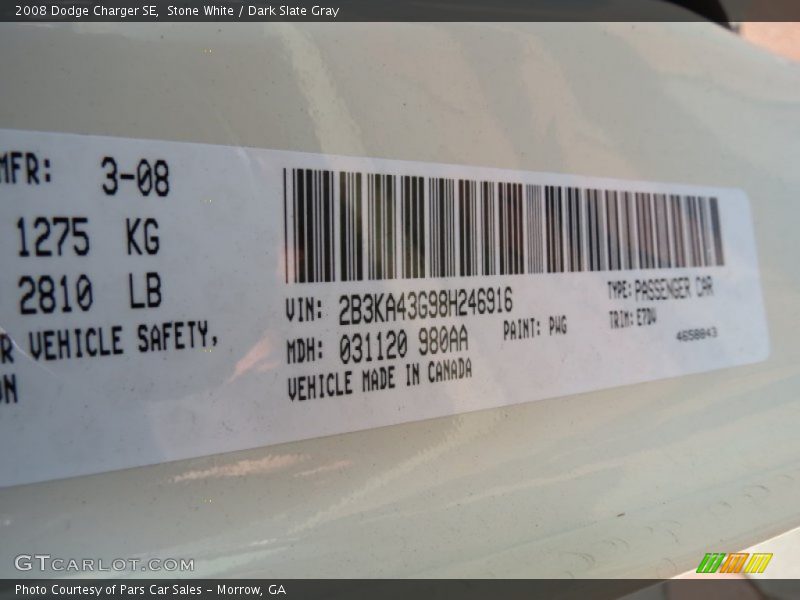 2008 Dodge Charger SE,  Stone White / Dark Slate Gray
MFR: 3-08
1275 KG
2810 LB
R VEHICLE SAFETY,
ON
VIN: 2B3KA43G98H246916
TYPE: PASSENGER CAR
MDH: 031120 980AA
PAINT: PWG
TRIM: E7DV
4658843
VEHICLE MADE IN CANADA
GTCARLOT.COM
Photo Courtesy of Pars Car Sales - Morrow, GA